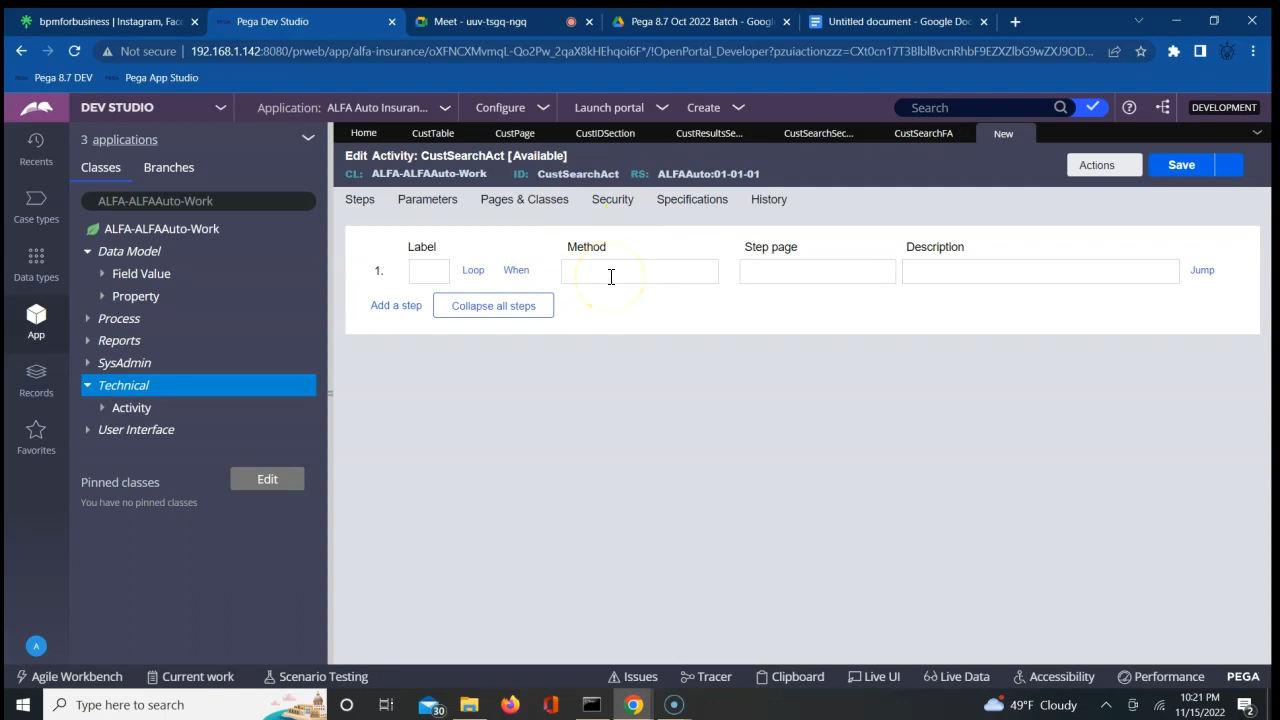 bpmforbusiness | Instagram, Fac
Pega Dev Studio
Meet - uuv-tsgq-ngq
Pega 8.7 Oct 2022 Batch - Googl
Untitled document - Google Doc
Not secure
192.168.1.142:8080/prweb/app/alfa-insurance/oXFNCXMvmqL-Qo2Pw_2qaX8kHEhqoi6F*/!OpenPortal_Developer?pzuiactionzzz=CXt0cn17T3BlblBvcnRhbF9EZXZlbG9wZXJ9OD...
Pega 8.7 DEV
Pega App Studio
DEV STUDIO
Application: ALFA Auto Insuran...
Configure
Launch portal
Create
Search
DEVELOPMENT
Recents
Case types
Data types
App
Records
Favorites
A
3 applications
Classes
Branches
ALFA-ALFAAuto-Work
ALFA-ALFAAuto-Work
Data Model
Field Value
Property
Process
Reports
SysAdmin
Technical
Activity
User Interface
Pinned classes
Edit
You have no pinned classes
Home
CustTable
CustPage
CustIDSection
CustResultsSe...
CustSearchSec...
CustSearchFA
New
Edit Activity: CustSearchAct [Available]
CL: ALFA-ALFAAuto-Work ID: CustSearchAct RS: ALFAAuto:01-01-01
Actions
Save
Steps
Parameters
Pages & Classes
Security
Specifications
History
Label
Method
Step page
Description
1.
Loop
When
Jump
Add a step
Collapse all steps
Agile Workbench
Current work
Scenario Testing
Issues
Tracer
Clipboard
Live UI
Live Data
Accessibility
Performance
PEGA
Type here to search
30
49°F Cloudy
10:21 PM
11/15/2022
2